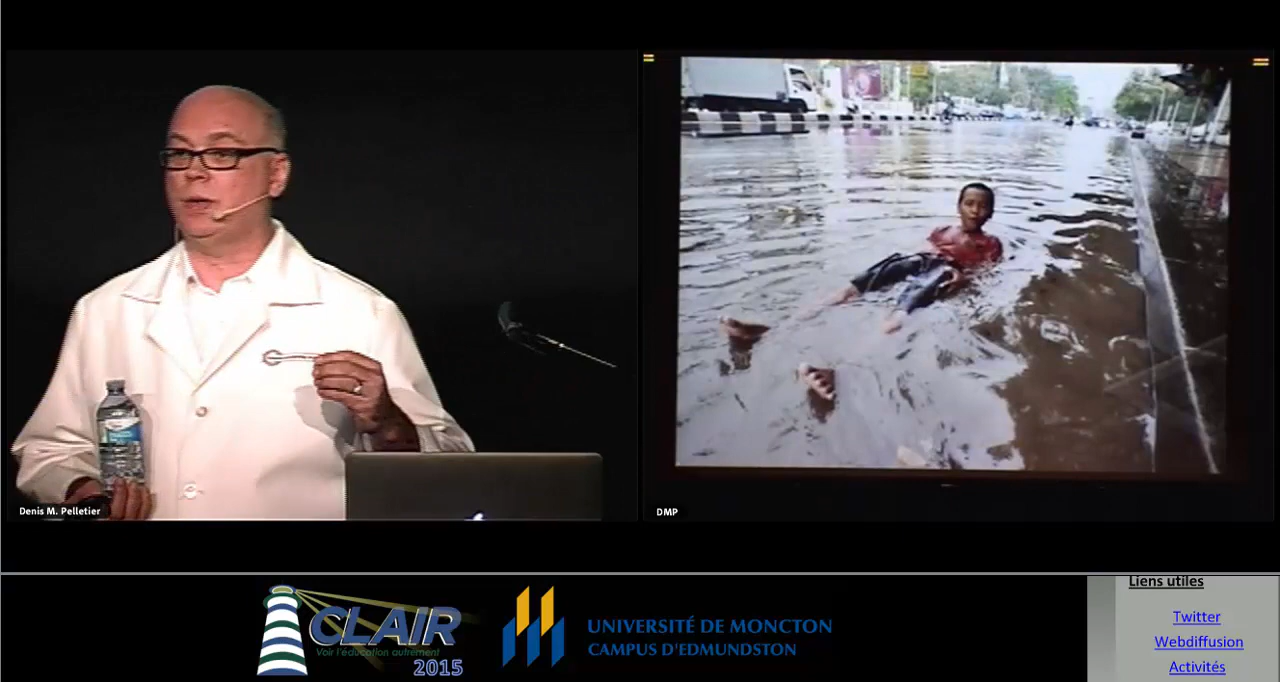 Denis M. Pelletier
DMP
CLAIR
Voir l'éducation autrement
2015
UNIVERSITÉ DE MONCTON
CAMPUS D'EDMUNDSTON
Liens utiles
Twitter
Webdiffusion
Activités